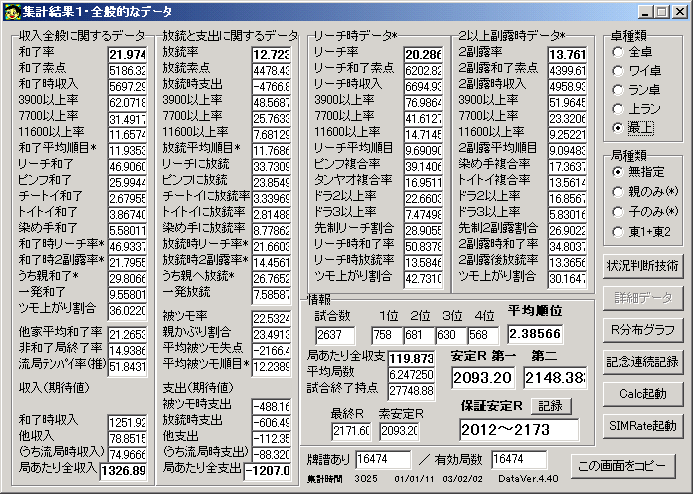 集計結果1・全般的なデータ
収入全般に関するデータ
和了率 21.974
和了素点 5186.32
和了時収入 5697.29
3900以上率 62.0718
7700以上率 31.4917
11600以上率 11.6574
和了平均順目* 11.9353
リーチ和了 46.9060
ピンフ和了 25.9944
チートイ和了 2.67955
トイトイ和了 3.86740
染め手和了 5.58011
和了時リーチ率* 46.9337
和了時2副露率* 21.7955
うち親和了* 29.8066
一発和了 9.55801
ツモ上がり割合 36.0220
他家平均和了率 21.2653
非和了局終了率 14.9386
流局テンパイ率(推) 51.8431
収入(期待値)
和了時収入 1251.92
他収入 78.8515
(うち流局時収入) 74.9666
局あたり全収入 1326.89
放銃と支出に関するデータ
放銃率 12.723
放銃素点 4478.43
放銃時支出 -4766.8
3900以上率 48.5687
7700以上率 25.7633
11600以上率 7.68129
放銃平均順目* 11.7686
リーチに放銃 33.7309
ピンフに放銃 23.8549
チートイに放銃率 3.33969
トイトイに放銃率 2.81488
染め手に放銃率 8.77862
放銃時リーチ率* 21.6603
放銃時2副露率* 14.4561
うち親へ放銃* 26.7652
一発放銃 7.58587
被ツモ率 22.5324
親かぶり割合 23.4913
平均被ツモ失点 -2166.4
平均被ツモ順目* 12.2389
支出(期待値)
被ツモ時支出 -488.16
放銃時支出 -606.49
他支出 -112.35
(うち流局時支出) -88.320
局あたり全支出 -1207.0
リーチ時データ*
リーチ率 20.286
リーチ和了素点 6202.82
リーチ時収入 6694.93
3900以上率 76.9864
7700以上率 41.6127
11600以上率 14.7145
リーチ平均順目 9.69090
ピンフ複合率 39.1406
タンヤオ複合率 16.9511
ドラ2以上率 22.6603
ドラ3以上率 7.47498
先制リーチ割合 28.9055
リーチ時和了率 50.8378
リーチ時放銃率 13.5846
ツモ上がり割合 42.7310
2以上副露時データ*
2副露率 13.761
2副露和了素点 4399.61
2副露時収入 4958.93
3900以上率 51.9645
7700以上率 23.3206
11600以上率 9.25221
2副露平均順目 9.09483
染め手複合率 17.3637
トイトイ複合率 13.5614
ドラ2以上率 16.8567
ドラ3以上率 5.83016
先制2副露割合 26.9022
2副露時和了率 34.8037
2副露後放銃率 13.3656
ツモ上がり割合 30.1647
情報
試合数 1位 2位 3位 4位 平均順位
2637 758 681 630 568 2.38566
局あたり全収支 119.873 安定R 第一 第二
平均局数 6.247250 2093.20 2148.383
試合終了持点 27748.88
最終R 素安定R 保証安定R 記録
2171.60 2093.20 2012～2173
牌譜あり 16474 / 有効局数 16474
集計時間 3025 01/01/11 03/02/02 DataVer.4.40
卓種類
全卓
ワイ卓
ラン卓
上ラン
最上
局種類
無指定
親のみ(*)
子のみ(*)
東1+東2
状況判断技術
詳細データ
R分布グラフ
記念連続記録
Calc起動
SIMRate起動
この画面をコピー